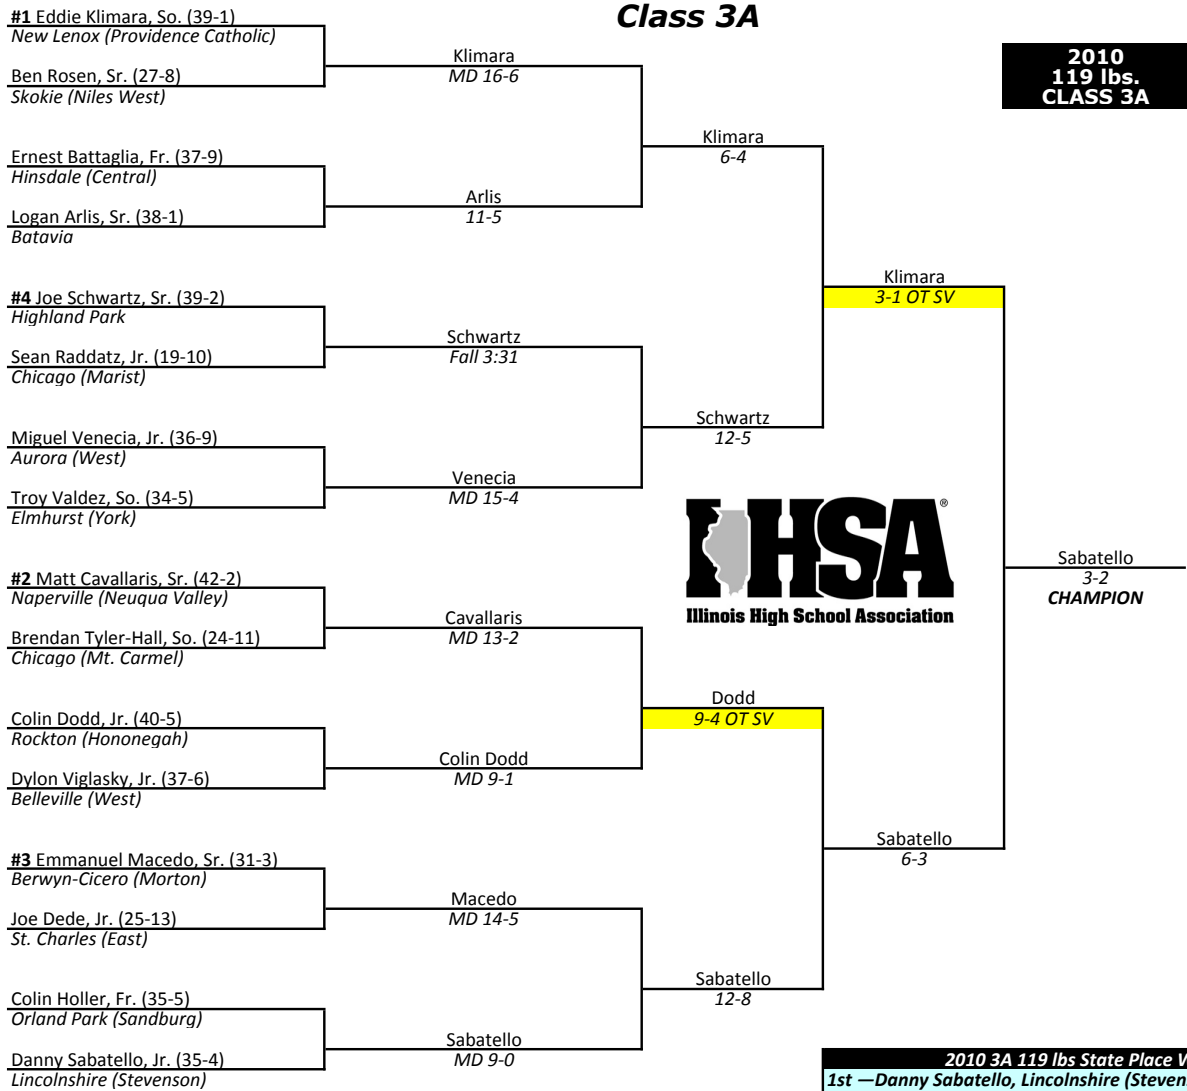 Class 3A
2010
119 lbs.
CLASS 3A
#1 Eddie Klimara, So. (39-1)
New Lenox (Providence Catholic)
Klimara
MD 16-6
Ben Rosen, Sr. (27-8)
Skokie (Niles West)
Klimara
6-4
Ernest Battaglia, Fr. (37-9)
Hinsdale (Central)
Arlis
11-5
Logan Arlis, Sr. (38-1)
Batavia
Klimara
3-1 OT SV
#4 Joe Schwartz, Sr. (39-2)
Highland Park
Schwartz
Fall 3:31
Sean Raddatz, Jr. (19-10)
Chicago (Marist)
Schwartz
12-5
Miguel Venecia, Jr. (36-9)
Aurora (West)
Venecia
MD 15-4
Troy Valdez, So. (34-5)
Elmhurst (York)
IHSA®
Illinois High School Association
Sabatello
3-2
CHAMPION
#2 Matt Cavallaris, Sr. (42-2)
Naperville (Neuqua Valley)
Cavallaris
MD 13-2
Brendan Tyler-Hall, So. (24-11)
Chicago (Mt. Carmel)
Dodd
9-4 OT SV
Colin Dodd, Jr. (40-5)
Rockton (Hononegah)
Colin Dodd
MD 9-1
Dylon Viglasky, Jr. (37-6)
Belleville (West)
Sabatello
6-3
#3 Emmanuel Macedo, Sr. (31-3)
Berwyn-Cicero (Morton)
Macedo
MD 14-5
Joe Dede, Jr. (25-13)
St. Charles (East)
Sabatello
12-8
Colin Holler, Fr. (35-5)
Orland Park (Sandburg)
Sabatello
MD 9-0
Danny Sabatello, Jr. (35-4)
Lincolnshire (Stevenson)
2010 3A 119 lbs State Place W
1st —Danny Sabatello, Lincolnshire (Steven